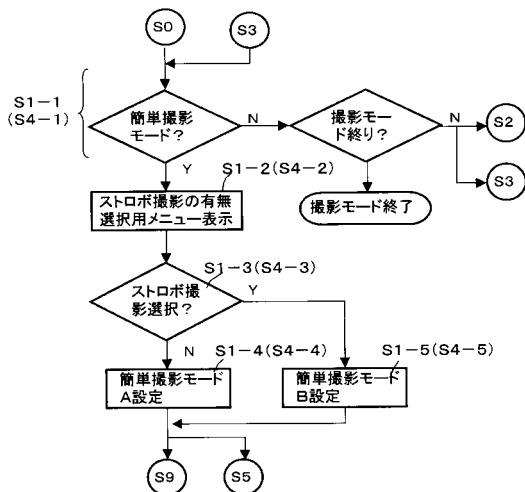 S0
S3
S1-1
(S4-1)
簡単撮影
モード?
N
撮影モー
ド終り?
N
S2
S3
Y
S1-2(S4-2)
ストロボ撮影の有無
選択用メニュー表示
撮影モード終了
S1-3(S4-3)
ストロボ撮
影選択?
Y
N
S1-4(S4-4)
S1-5(S4-5)
簡単撮影モード
A設定
簡単撮影モード
B設定
S9
S5